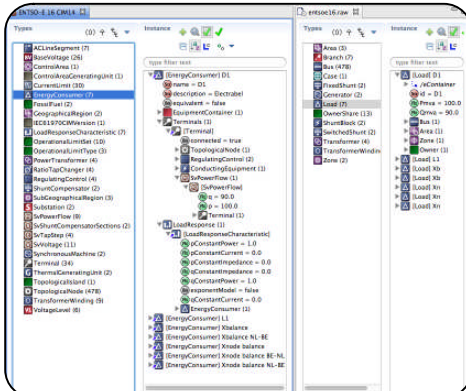 ENTSO-E 16 CIM14
Types
(0)
ACLineSegment (7)
BaseVoltage (26)
ControlArea (1)
ControlAreaGeneratingUnit (1)
CurrentLimit (30)
EnergyConsumer (7)
FossilFuel (2)
GeographicalRegion (2)
IEC61970CIMVersion (1)
LoadResponseCharacteristic (7)
OperationalLimitSet (10)
OperationalLimitType (3)
PowerTransformer (4)
RatioTapChanger (4)
RegulatingControl (4)
ShuntCompensator (2)
SubGeographicalRegion (3)
Substation (2)
SvPowerFlow (9)
SvShuntCompensatorSections (2)
SvTapStep (4)
SvVoltage (11)
SynchronousMachine (2)
Terminal (34)
ThermalGeneratingUnit (2)
TopologicalIsland (1)
TopologicalNode (478)
TransformerWinding (9)
VoltageLevel (6)
Instance
type filter text
[EnergyConsumer] D1
name = D1
description = Electrabel
equivalent = false
EquipmentContainer (1)
Terminals (1)
[Terminal]
connected = true
TopologicalNode (1)
RegulatingControl (2)
ConductingEquipment (1)
SvPowerFlow (1)
[SvPowerFlow]
q = 90.0
p = 100.0
Terminal (1)
LoadResponse (1)
[LoadResponseCharacteristic]
pConstantPower = 1.0
pConstantCurrent = 0.0
pConstantImpedance = 0.0
qConstantImpedance = 0.0
qConstantPower = 1.0
exponentModel = false
qConstantCurrent = 0.0
EnergyConsumer (1)
[EnergyConsumer] L1
[EnergyConsumer] Xbalance
[EnergyConsumer] Xbalance NL-BE
[EnergyConsumer] Xnode balance
[EnergyConsumer] Xnode balance BE-NL
[EnergyConsumer] Xnode balance NL-BE
entsoe16.raw
Types
(0)
Area (3)
Branch (7)
Bus (478)
Case (1)
FixedShunt (2)
Generator (2)
Load (7)
OwnerShare (13)
ShuntBlock (2)
SwitchedShunt (2)
Transformer (4)
TransformerWinding
Zone (2)
Instance
type filter text
[Load] D1
/eContainer
id = D1
Pmva = 100.0
Qmva = 90.0
Bus (1)
Area (1)
Zone (1)
Owner (1)
[Load] L1
[Load] Xb
[Load] Xb
[Load] Xn
[Load] Xn
[Load] Xn